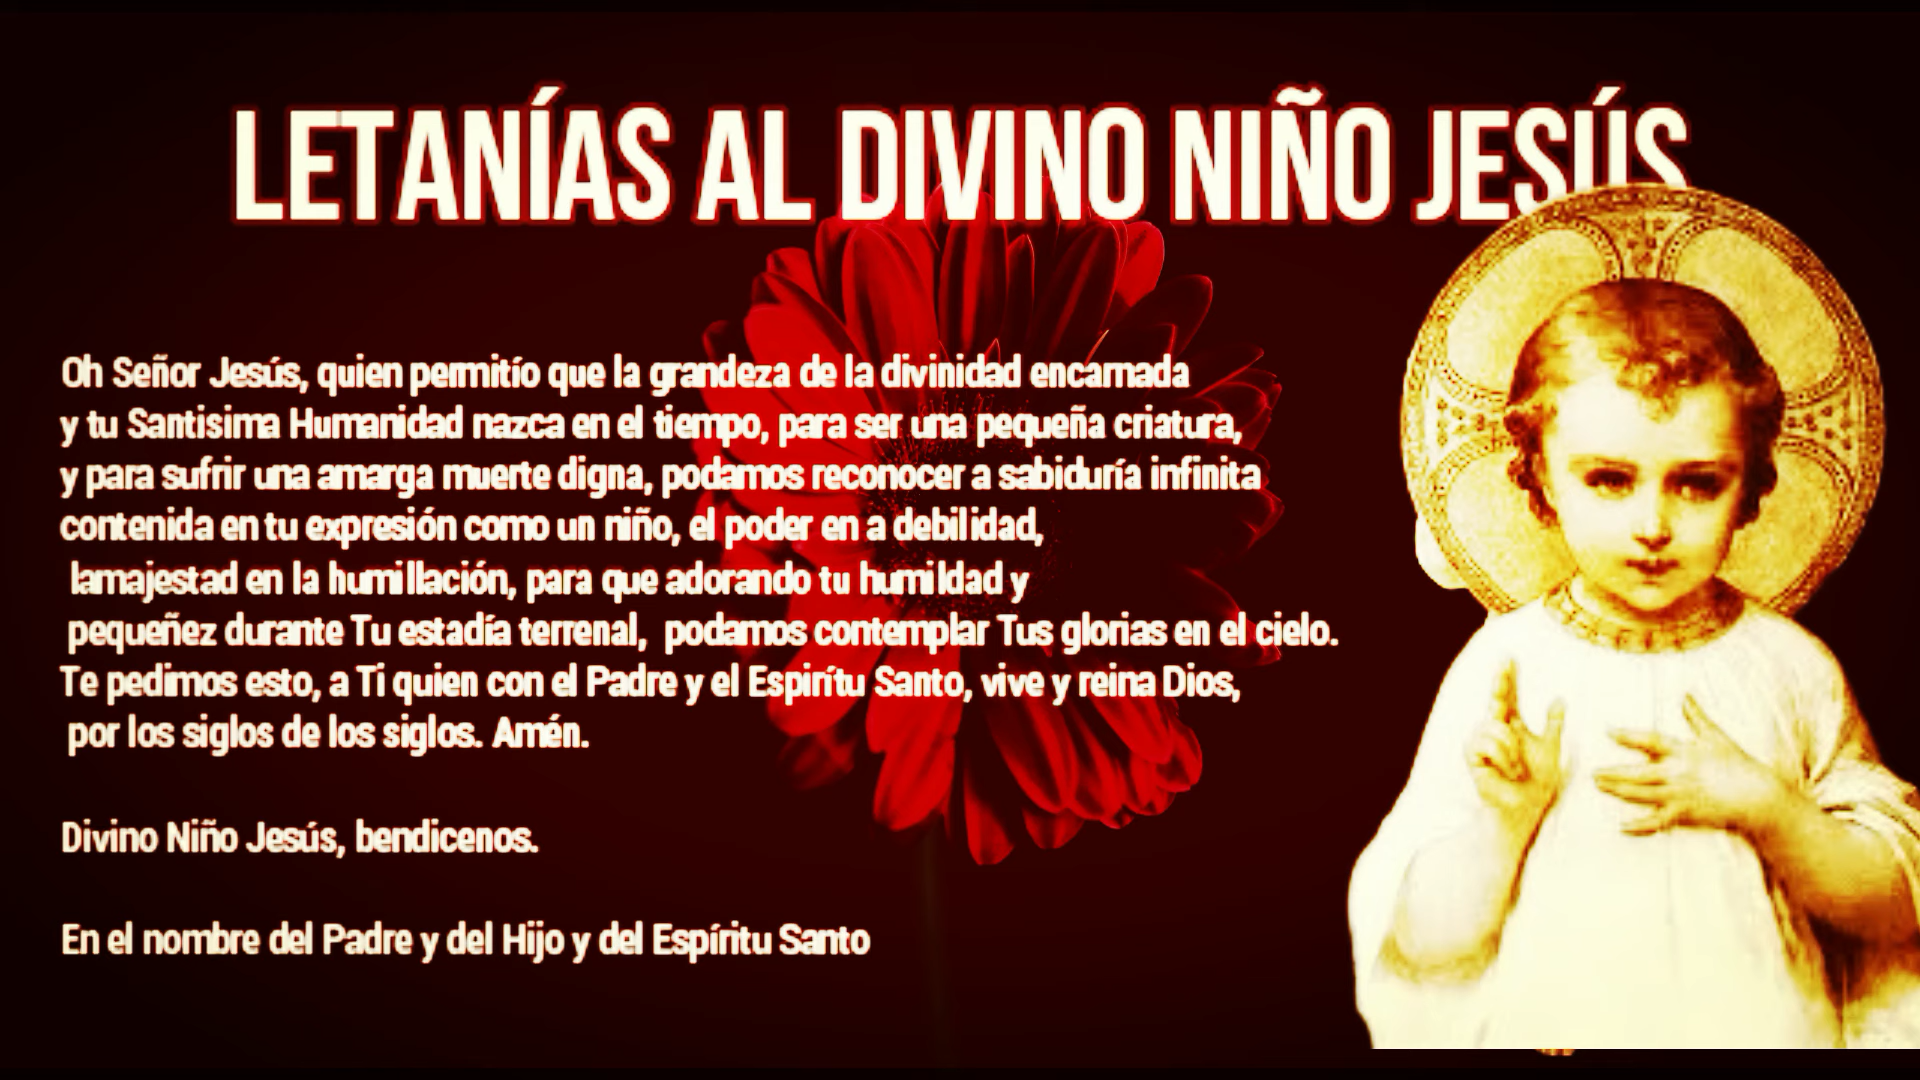 LETANÍAS AL DIVINO NIÑO JESÚS
Oh Señor Jesús, quien permitío que la grandeza de la divinidad encarnada
y tu Santisima Humanidad nazca en el tiempo, para ser una pequeña criatura,
y para sufrir una amarga muerte digna, podamos reconocer a sabiduría infinita
contenida en tu expresión como un niño, el poder en a debilidad,
lamajestad en la humillación, para que adorando tu humildad y
pequeñez durante Tu estadía terrenal, podamos contemplar Tus glorias en el cielo.
Te pedimos esto, a Ti quien con el Padre y el Espirítu Santo, vive y reina Dios,
por los siglos de los siglos. Amén.
Divino Niño Jesús, bendicenos.
En el nombre del Padre y del Hijo y del Espíritu Santo